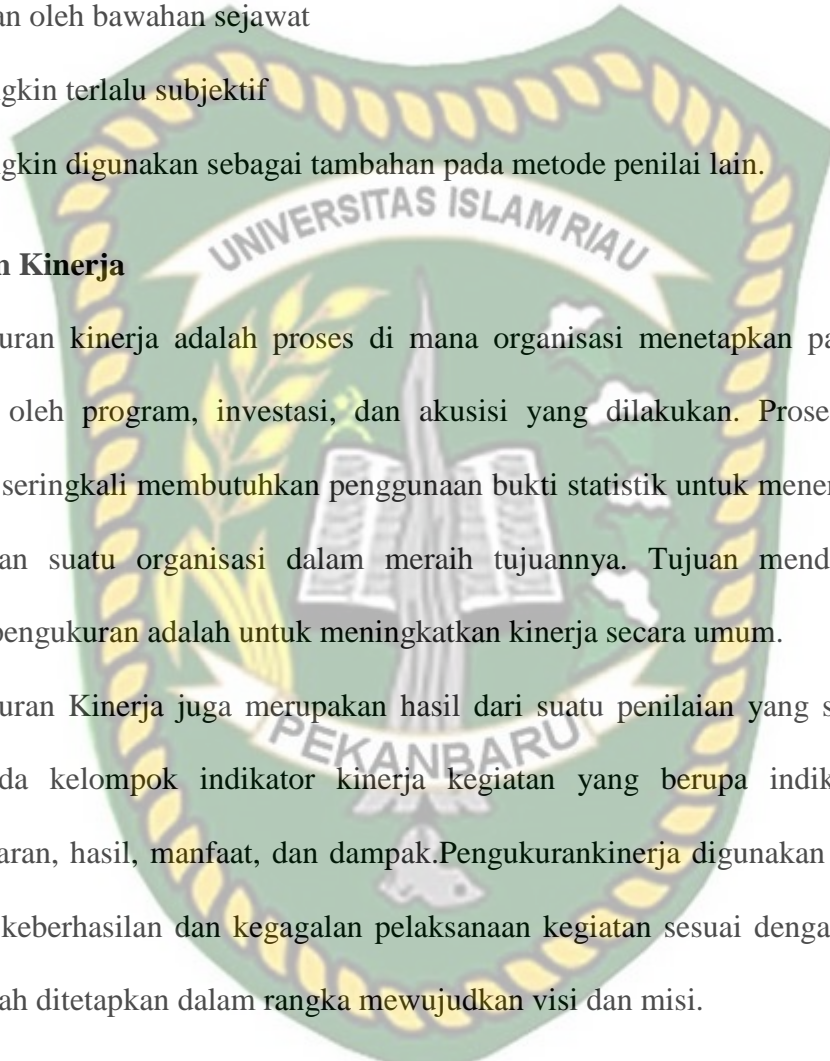 an oleh bawahan sejawat
gkin terlalu subjektif
gkin digunakan sebagai tambahan pada metode penilai lain.
UNIVERSITAS ISLAM RIAU
n Kinerja
uran kinerja adalah proses di mana organisasi menetapkan pa
oleh program, investasi, dan akusisi yang dilakukan. Prose
seringkali membutuhkan penggunaan bukti statistik untuk mener
an suatu organisasi dalam meraih tujuannya. Tujuan mend
pengukuran adalah untuk meningkatkan kinerja secara umum.
uran Kinerja juga merupakan hasil dari suatu penilaian yang s
PEKANBARU
da kelompok indikator kinerja kegiatan yang berupa indik
aran, hasil, manfaat, dan dampak.Pengukurankinerja digunakan
keberhasilan dan kegagalan pelaksanaan kegiatan sesuai denga
ah ditetapkan dalam rangka mewujudkan visi dan misi.